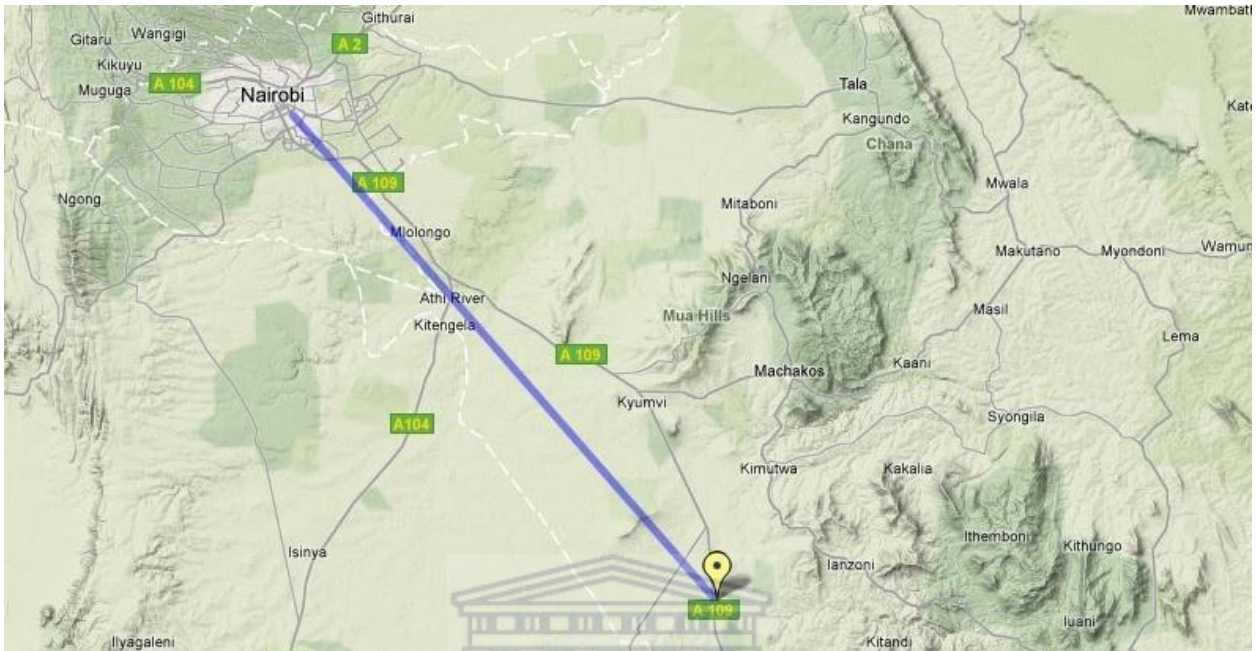 Mwambath
Githurai
Wangigi
Gitaru
A 2
Kikuyu
A 104
Muguga
Nairobi
Tala
Kangundo
Chana
A 109
Mwala
Ngong
Mitaboni
Mlolongo
Makutano
Myondoni
Wamun
Ngelani
Athi River
Mua Hills
Masil
Kitengela
Lema
A 109
Kaani
Machakos
Kyumvi
Syongila
A104
Kimutwa
Kakalia
Ithemboni
Kithungo
Isinya
Ianzoni
A 109
Iuani
Ilyagaleni
Kitandi